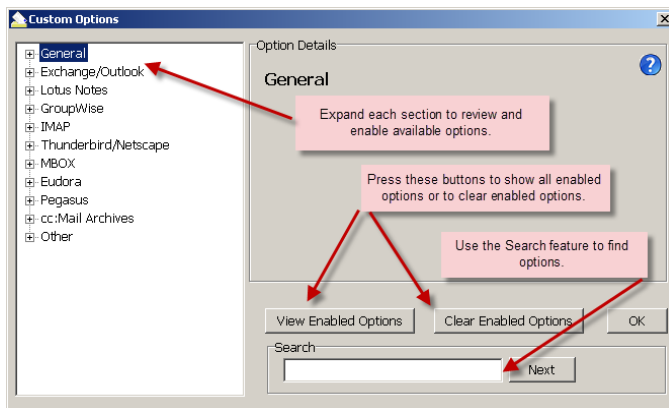 Custom Options
General
Exchange/Outlook
Lotus Notes
GroupWise
IMAP
Thunderbird/Netscape
MBOX
Eudora
Pegasus
cc:Mail Archives
Other
Option Details
General
?
Expand each section to review and
enable available options.
Press these buttons to show all enabled
options or to clear enabled options.
Use the Search feature to find
options.
View Enabled Options
Clear Enabled Options
OK
Search
Next